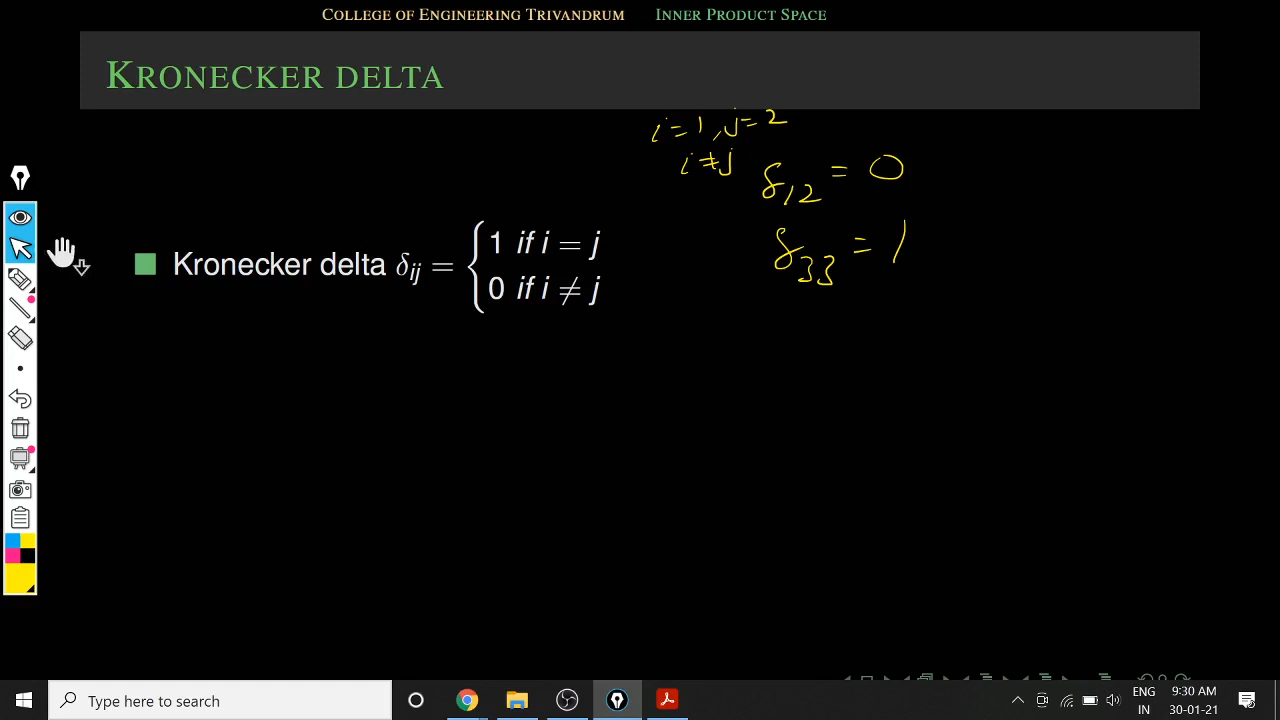 COLLEGE OF ENGINEERING TRIVANDRUM INNER PRODUCT SPACE
KRONECKER DELTA
i = 1 , j = 2
i ≠ j δ12 = 0
δ33 = 1
Kronecker delta δij = { 1 if i = j
0 if i ≠ j
Type here to search
ENG 9:30 AM
IN 30-01-21